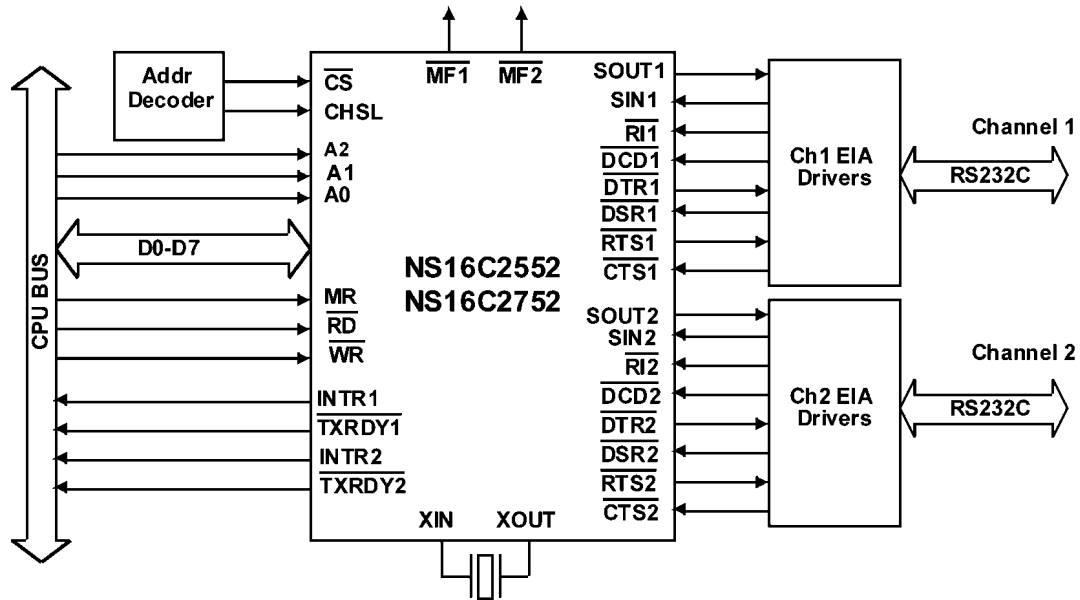 Addr
Decoder
CPU BUS
CS
CHSL
A2
A1
A0
D0-D7
MR
RD
WR
INTR1
TXRDY1
INTR2
TXRDY2
MF1 MF2
NS16C2552
NS16C2752
XIN XOUT
SOUT1
SIN1
RI1
DCD1
DTR1
DSR1
RTS1
CTS1
SOUT2
SIN2
RI2
DCD2
DTR2
DSR2
RTS2
CTS2
Ch1 EIA
Drivers
Channel 1
RS232C
Ch2 EIA
Drivers
Channel 2
RS232C